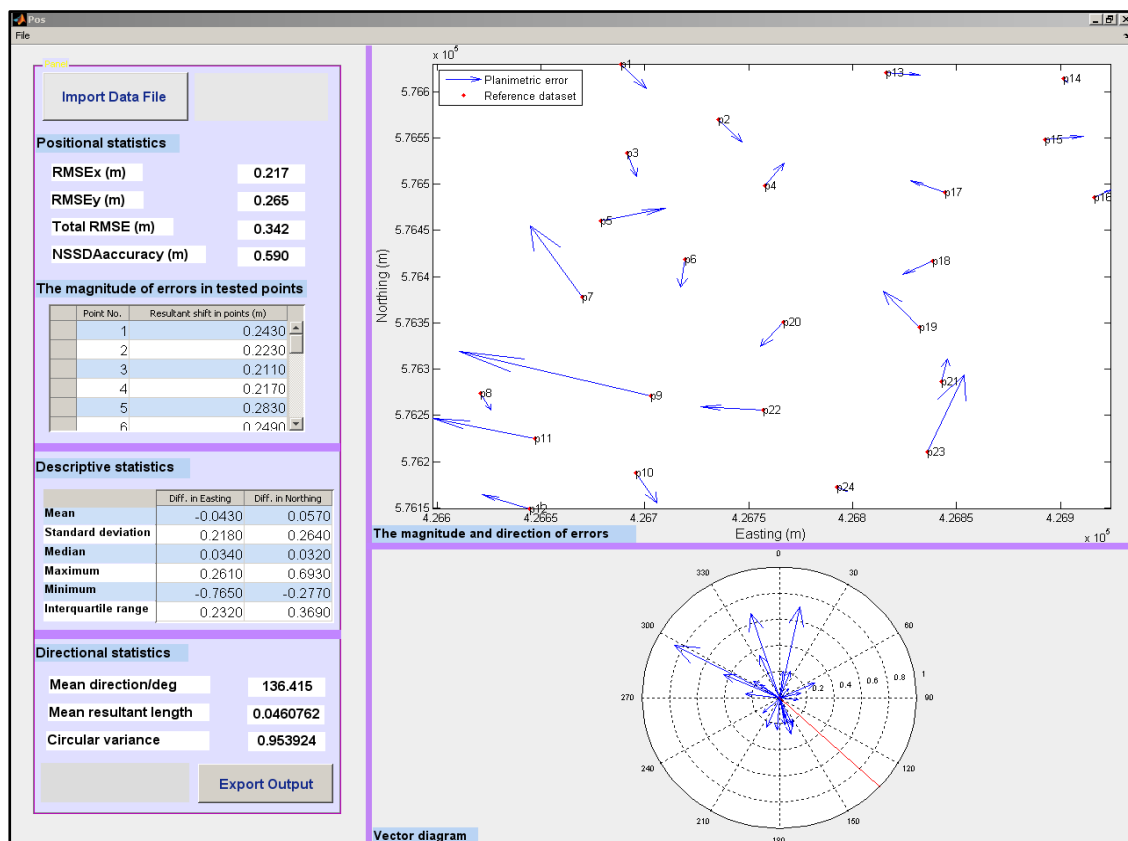 Pos
File
Import Data File
Positional statistics
RMSEx (m) 0.217
RMSEy (m) 0.265
Total RMSE (m) 0.342
NSSDAaccuracy (m) 0.590
The magnitude of errors in tested points
Point No. Resultant shift in points (m)
1 0.2430
2 0.2230
3 0.2110
4 0.2170
5 0.2830
6 0.2490
Descriptive statistics
Diff. in Easting Diff. in Northing
Mean -0.0430 0.0570
Standard deviation 0.2180 0.2640
Median 0.0340 0.0320
Maximum 0.2610 0.6930
Minimum -0.7650 -0.2770
Interquartile range 0.2320 0.3690
Directional statistics
Mean direction/deg 136.415
Mean resultant length 0.0460762
Circular variance 0.953924
Export Output
x 10^5
Planimetric error
Reference dataset
5.766
5.7655
5.765
5.7645
5.764
5.7635
5.763
5.7625
5.762
5.7615
Northing (m)
p1
p13
p14
p2
p15
p3
p4
p17
p16
p5
p6
p18
p7
p20
p19
p21
p8
p9
p22
p11
p23
p10
p24
p12
4.266 4.2665 4.267 4.2675 4.268 4.2685 4.269
Easting (m)
x 10^5
The magnitude and direction of errors
0
330 30
300 60
270 0.2 0.4 0.6 0.8 1 90
240 120
210 150
180
Vector diagram